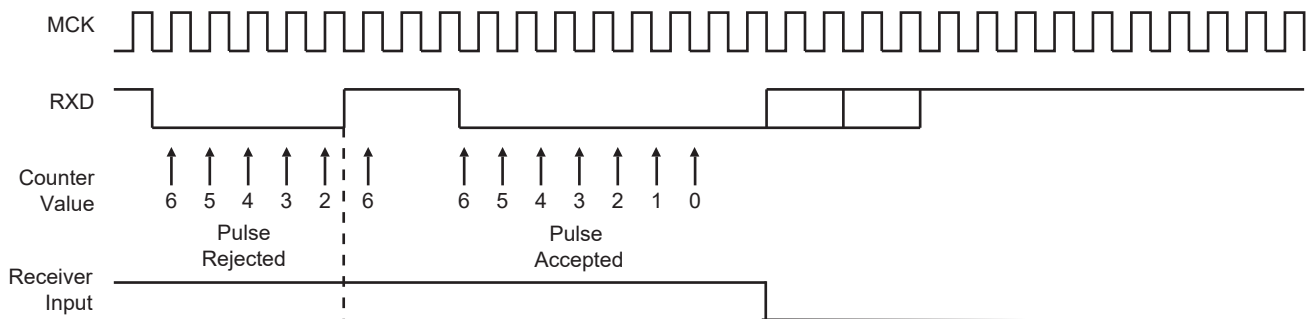 MCK
RXD
Counter
Value
6 5 4 3 2 6 6 5 4 3 2 1 0
Pulse
Rejected
Pulse
Accepted
Receiver
Input